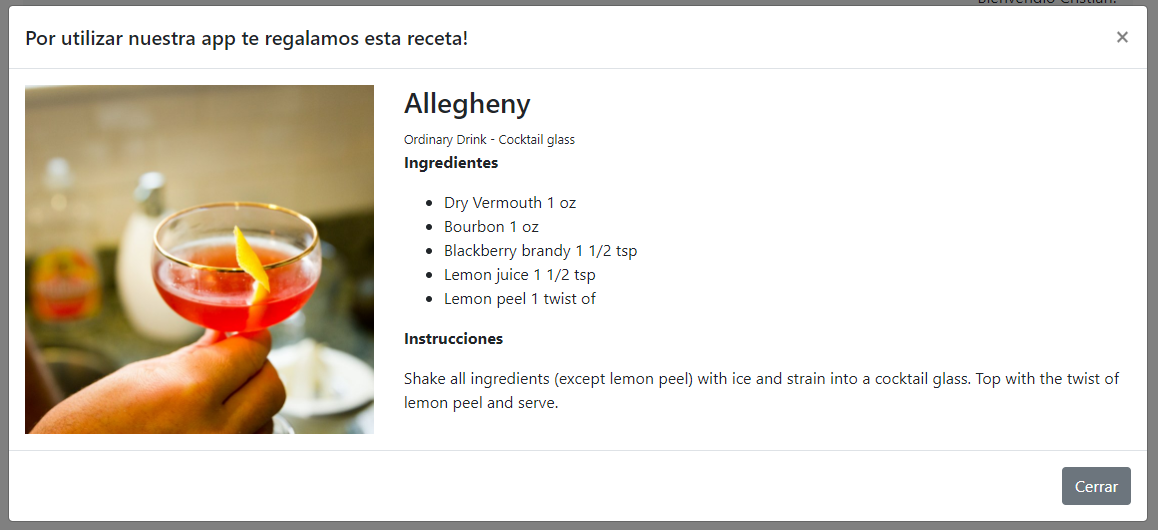 Bienvendio Cristian!
Por utilizar nuestra app te regalamos esta receta!
×
Allegheny
Ordinary Drink - Cocktail glass
Ingredientes
• Dry Vermouth 1 oz
• Bourbon 1 oz
• Blackberry brandy 1 1/2 tsp
• Lemon juice 1 1/2 tsp
• Lemon peel 1 twist of
Instrucciones
Shake all ingredients (except lemon peel) with ice and strain into a cocktail glass. Top with the twist of
lemon peel and serve.
Cerrar